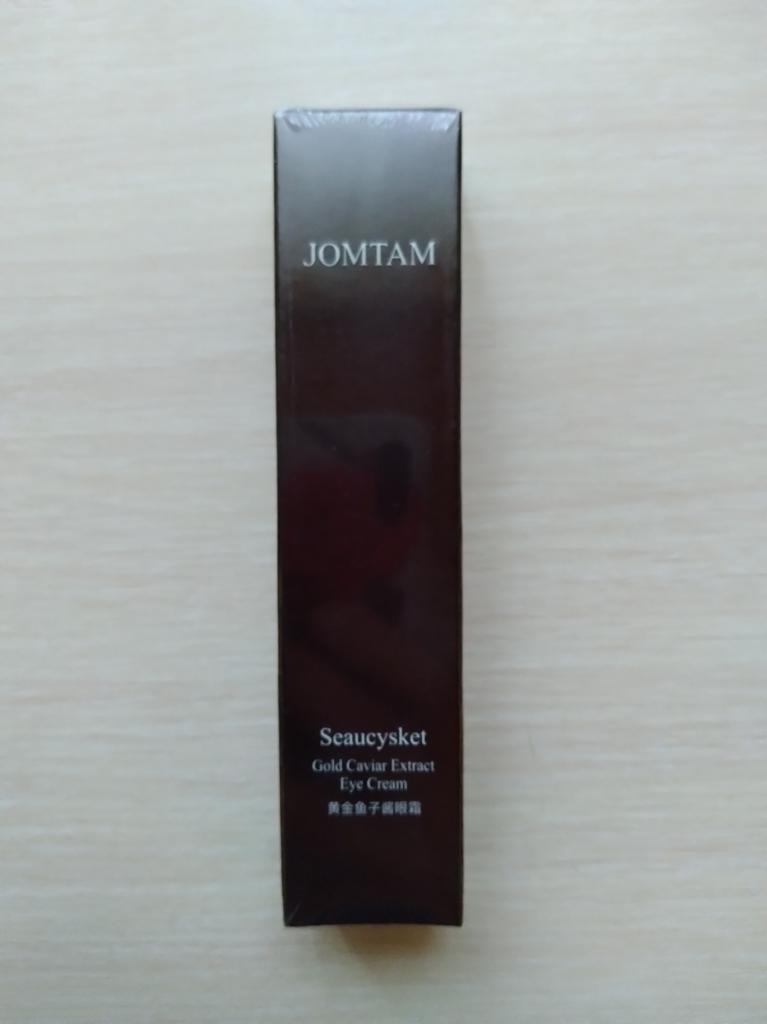 JOMTAM
Seaucysket
Gold Caviar Extract
Eye Cream
黄金鱼子酱眼霜